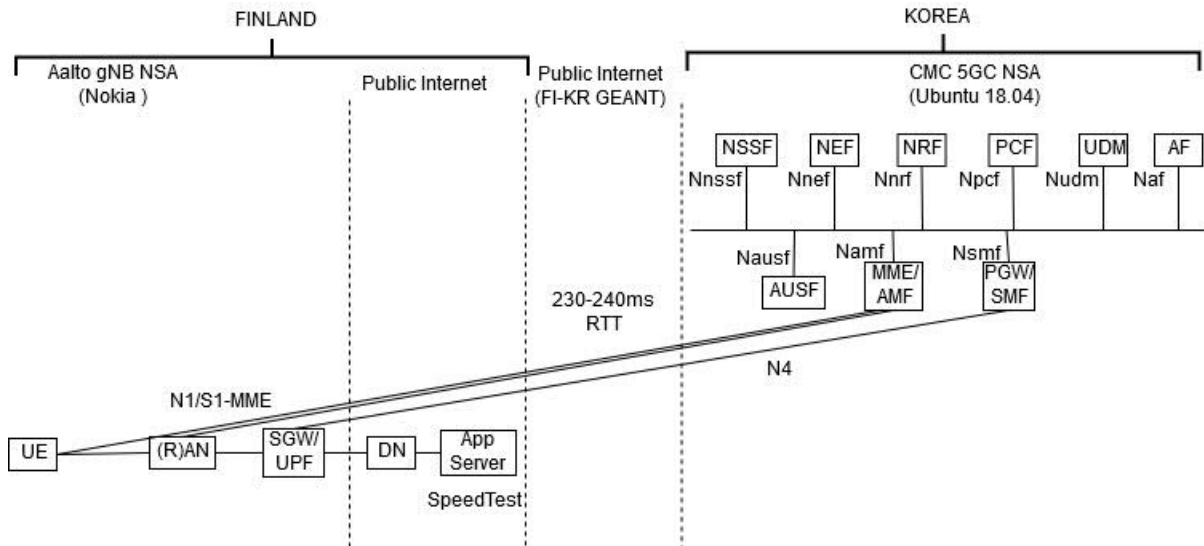 FINLAND
KOREA
Aalto gNB NSA
(Nokia )
Public Internet
Public Internet
(FI-KR GEANT)
CMC 5GC NSA
(Ubuntu 18.04)
NSSF
NEF
NRF
PCF
UDM
AF
Nnssf
Nnef
Nnrf
Npcf
Nudm
Naf
Nausf
Namf
Nsmf
AUSF
MME/
AMF
PGW/
SMF
230-240ms
RTT
N4
N1/S1-MME
UE
(R)AN
SGW/
UPF
DN
App
Server
SpeedTest